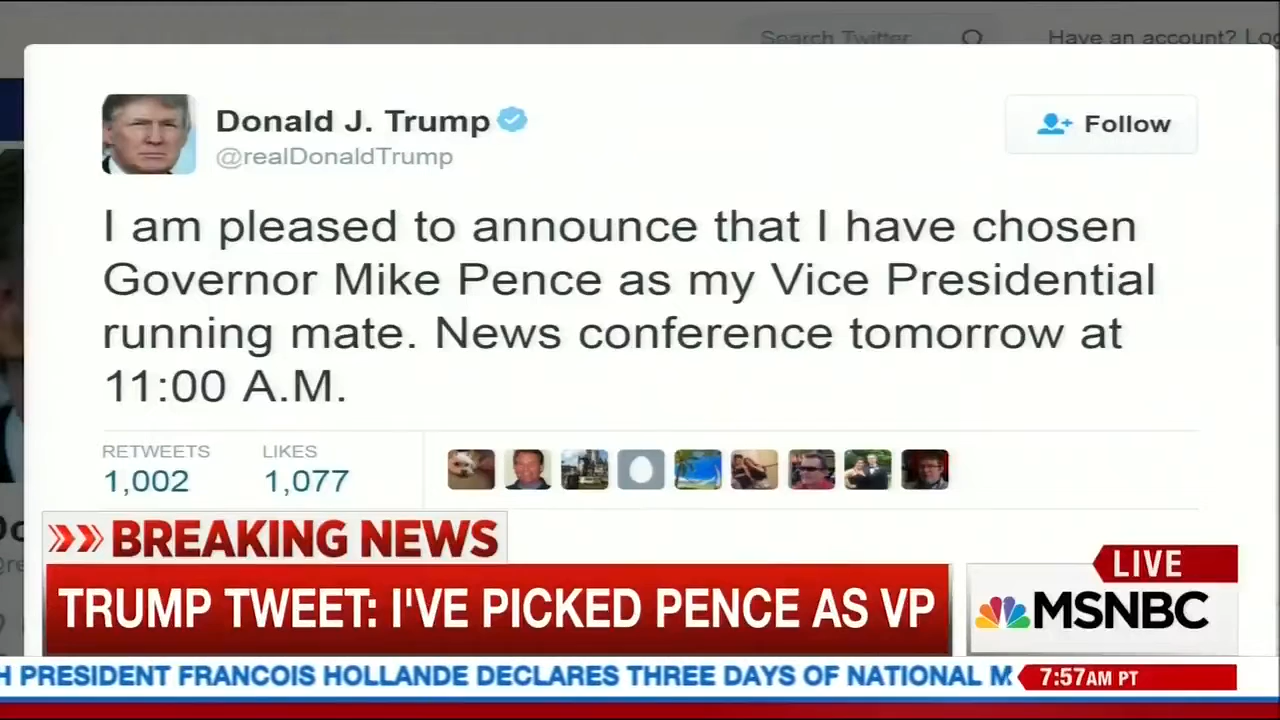 Search Twitter
Have an account?
Donald J. Trump
@realDonaldTrump
Follow
I am pleased to announce that I have chosen
Governor Mike Pence as my Vice Presidential
running mate. News conference tomorrow at
11:00 A.M.
RETWEETS LIKES
1,002 1,077
BREAKING NEWS
LIVE
TRUMP TWEET: I'VE PICKED PENCE AS VP
MSNBC
PRESIDENT FRANCOIS HOLLANDE DECLARES THREE DAYS OF NATIONAL
7:57AM PT